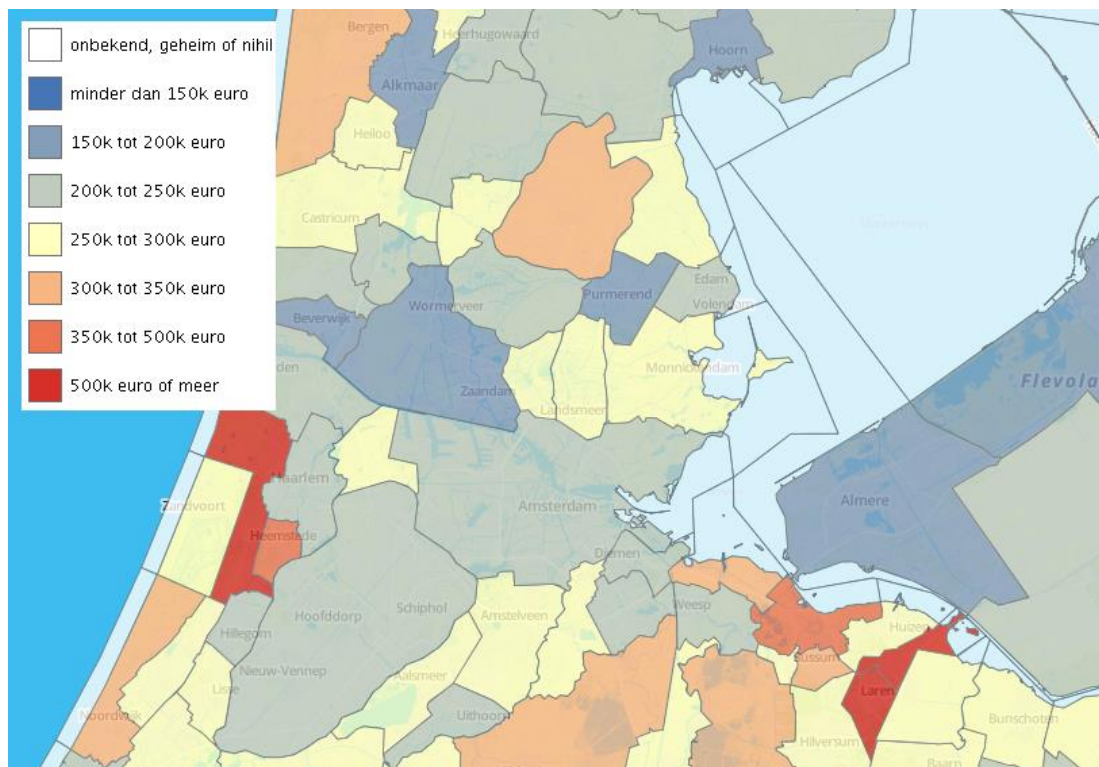 onbekend, geheim of nihil
minder dan 150k euro
150k tot 200k euro
200k tot 250k euro
250k tot 300k euro
300k tot 350k euro
350k tot 500k euro
500k euro of meer
Bergen
Heerhugowaard
Hoorn
Alkmaar
Heiloo
Castricum
Purmerend
Edam
Volendam
Wormerveer
Beverwijk
Monnickendam
Flevola
Zaandam
Landsmeer
Haarlem
Almere
Zandvoort
Amsterdam
Heemstede
Diemen
Weesp
Schiphol
Hoofddorp
Amstelveen
Hillegom
Huizen
Bussum
Nieuw-Vennep
Aalsmeer
Lisse
Laren
Noordwijk
Uithoorn
Bunschoten
Hilversum
Baarn